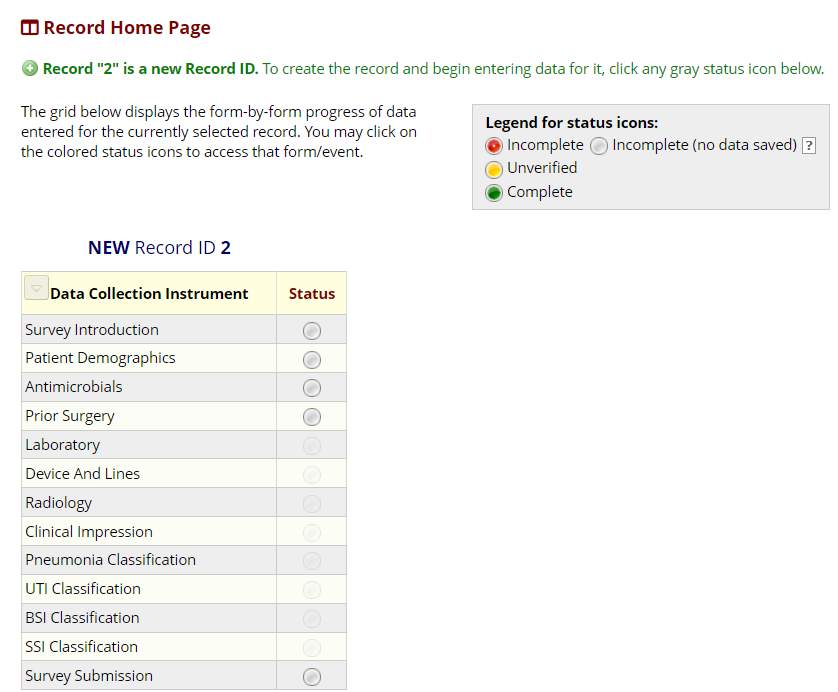 Record Home Page
Record "2" is a new Record ID. To create the record and begin entering data for it, click any gray status icon below.
The grid below displays the form-by-form progress of data
entered for the currently selected record. You may click on
the colored status icons to access that form/event.
Legend for status icons:
Incomplete Incomplete (no data saved) ?
Unverified
Complete
NEW Record ID 2
Data Collection Instrument Status
Survey Introduction
Patient Demographics
Antimicrobials
Prior Surgery
Laboratory
Device And Lines
Radiology
Clinical Impression
Pneumonia Classification
UTI Classification
BSI Classification
SSI Classification
Survey Submission